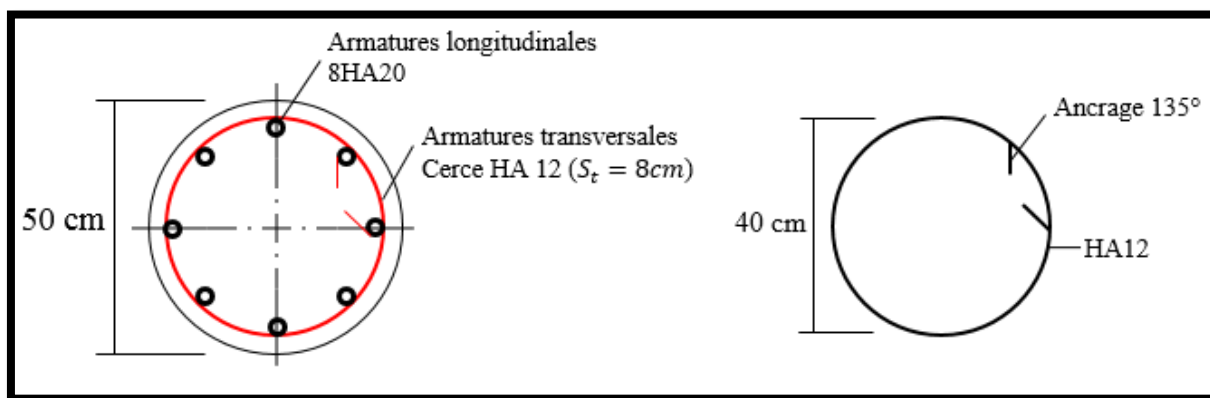 Armatures longitudinales
8HA20
Armatures transversales
Cerce HA 12 (S_t = 8cm)
50 cm
Ancrage 135°
40 cm
HA12